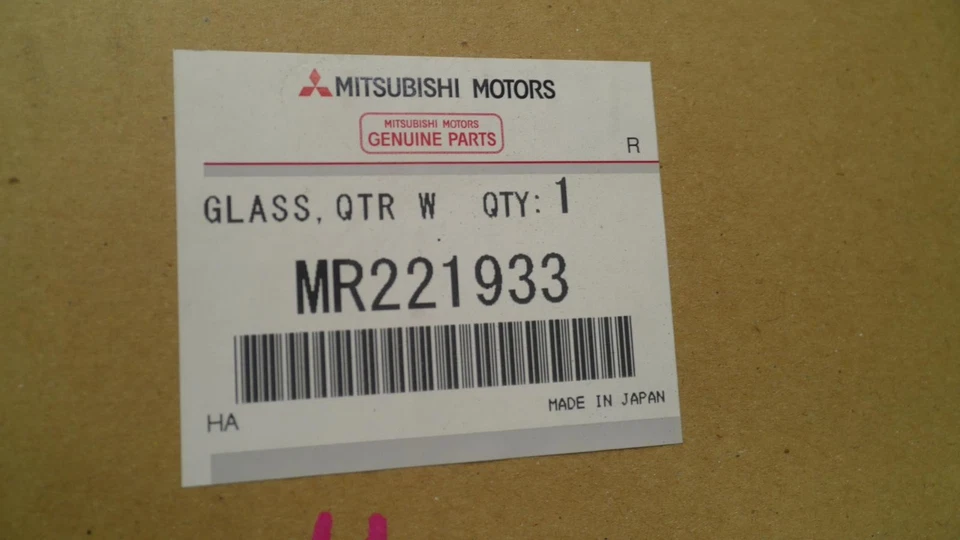 MITSUBISHI MOTORS
MITSUBISHI MOTORS
GENUINE PARTS
R
GLASS, QTR W QTY: 1
MR221933
MADE IN JAPAN
HA